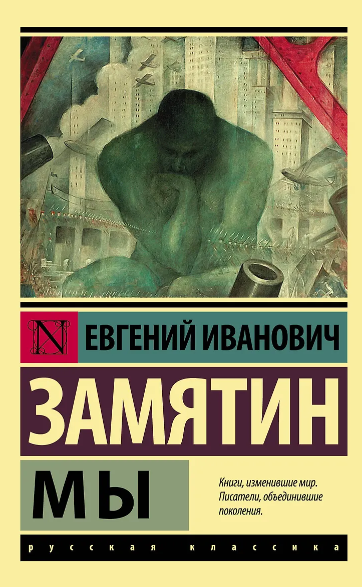 N ЕВГЕНИЙ ИВАНОВИЧ
ЗАМЯТИН
МЫ
Книги, изменившие мир.
Писатели, объединившие
поколения.
русская классика